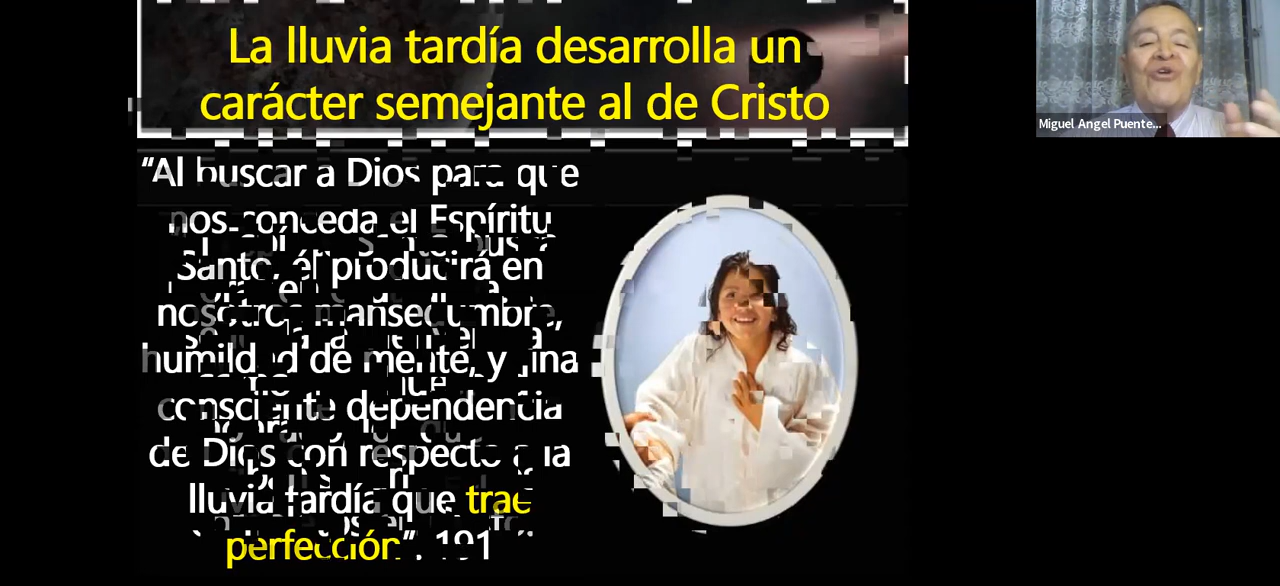 La lluvia tardía desarrolla un
carácter semejante al de Cristo
“Al buscar a Dios para que
nos conceda el Espíritu
Santo, él producirá en
nosotros mansedumbre,
humildad de mente, y una
consciente dependencia
de Dios con respecto a la
lluvia tardía que trae
perfección”. 191
Miguel Angel Puente...